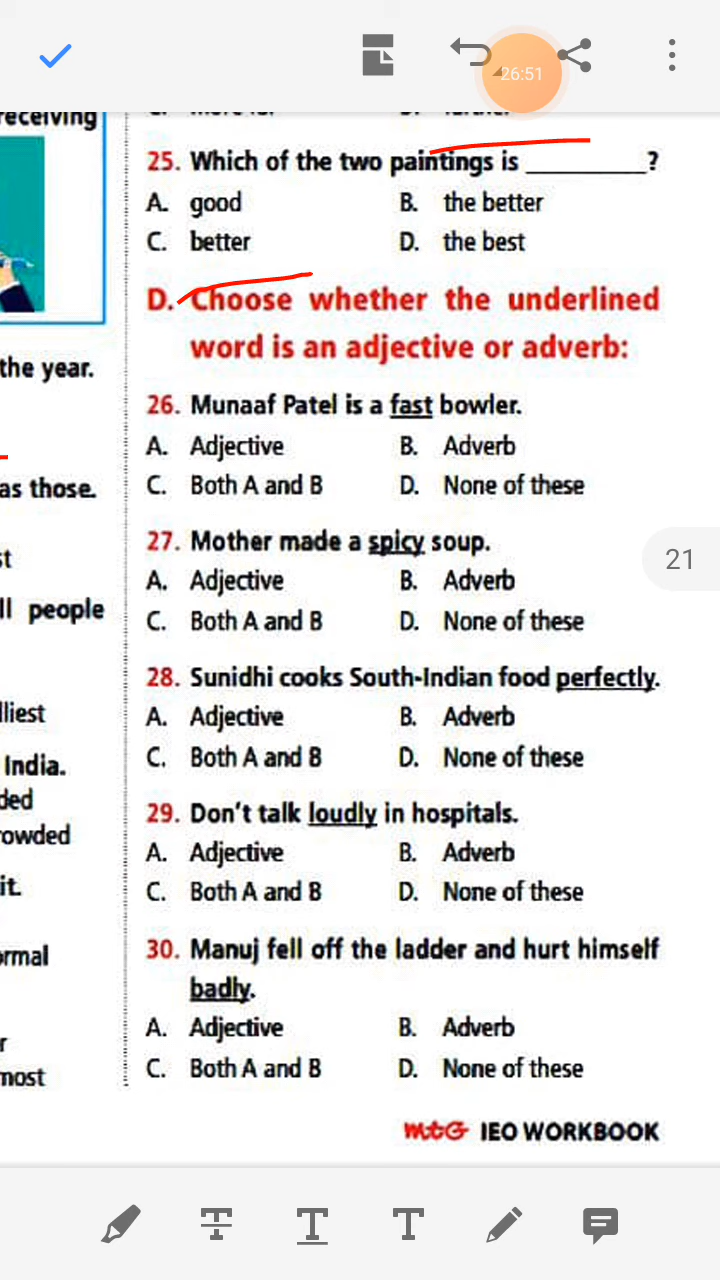 26:51
receiving
25. Which of the two paintings is _________?
A. good B. the better
C. better D. the best
D. Choose whether the underlined
word is an adjective or adverb:
the year.
26. Munaaf Patel is a fast bowler.
A. Adjective B. Adverb
as those.
C. Both A and B D. None of these
27. Mother made a spicy soup.
21
A. Adjective B. Adverb
people
C. Both A and B D. None of these
28. Sunidhi cooks South-Indian food perfectly.
A. Adjective B. Adverb
C. Both A and B D. None of these
India.
29. Don't talk loudly in hospitals.
A. Adjective B. Adverb
it.
C. Both A and B D. None of these
30. Manuj fell off the ladder and hurt himself
badly.
A. Adjective B. Adverb
most
C. Both A and B D. None of these
mtG IEO WORKBOOK